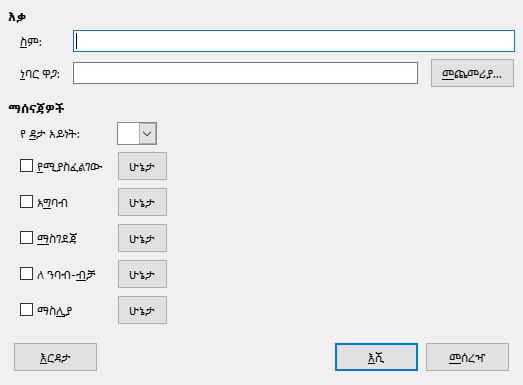 እቃ
ስም:
ነባር ዋጋ:
መጨመሪያ...
ማሰናጃዎች
የ ዳታ አይነት:
የሚያስፈልገው
ሁኔታ
አግባብ
ሁኔታ
ማስገደጃ
ሁኔታ
ለ ንባብ-ብቻ
ሁኔታ
ማስሊያ
ሁኔታ
እርዳታ
እሺ
መሰረዣ